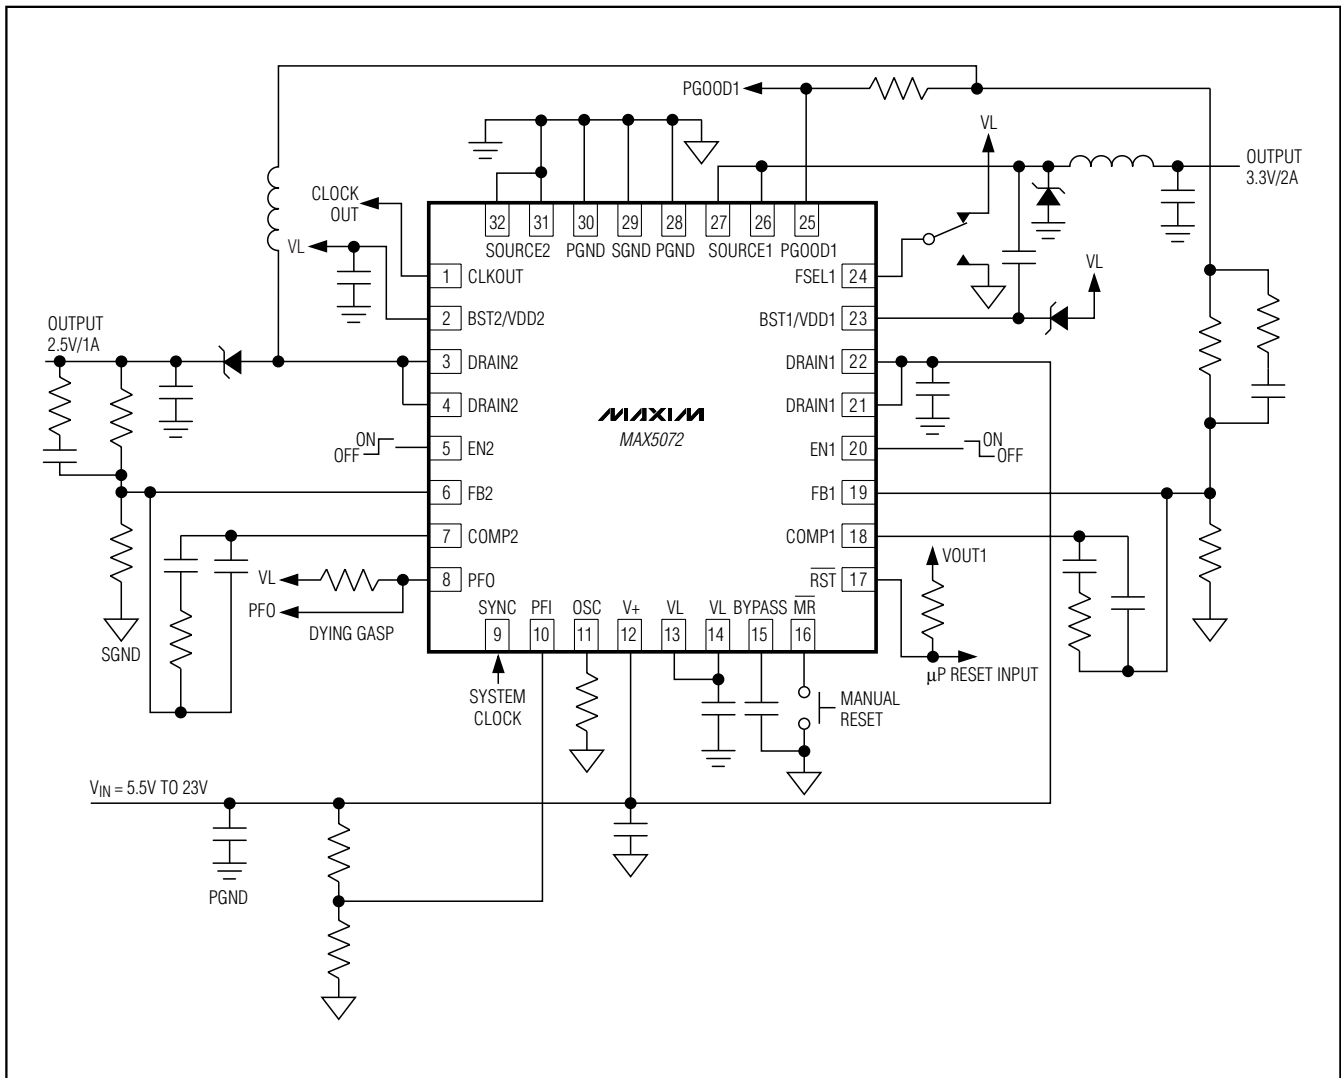 PGOOD1
VL
OUTPUT
3.3V/2A
CLOCK
OUT
VL
32 31 30 29 28 27 26 25
SOURCE2 PGND SGND PGND SOURCE1 PGOOD1
1 CLKOUT
FSEL1 24
VL
2 BST2/VDD2
BST1/VDD1 23
OUTPUT
2.5V/1A
3 DRAIN2
DRAIN1 22
4 DRAIN2
DRAIN1 21
MAXIM
MAX5072
ON
OFF
5 EN2
EN1 20
ON
OFF
6 FB2
FB1 19
7 COMP2
COMP1 18
VL
8 PFO
RST 17
VOUT1
PFO
DYING GASP
SYNC PFI OSC V+ VL VL BYPASS MR
9 10 11 12 13 14 15 16
SGND
μP RESET INPUT
SYSTEM
CLOCK
MANUAL
RESET
VIN = 5.5V TO 23V
PGND